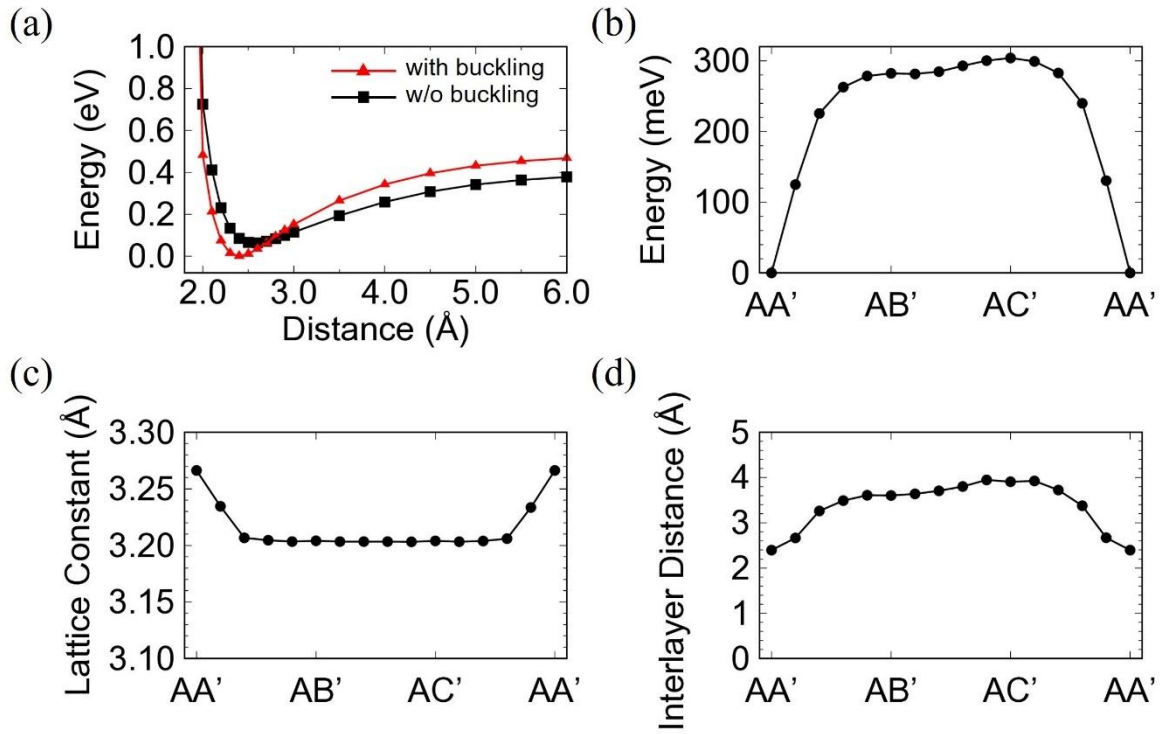 (a)
1.0
0.8
0.6
0.4
0.2
0.0
Energy (eV)
with buckling
w/o buckling
2.0 3.0 4.0 5.0 6.0
Distance (Å)
(b)
300
200
100
0
Energy (meV)
AA’ AB’ AC’ AA’
(c)
3.30
3.25
3.20
3.15
3.10
Lattice Constant (Å)
AA’ AB’ AC’ AA’
(d)
5
4
3
2
1
0
Interlayer Distance (Å)
AA’ AB’ AC’ AA’